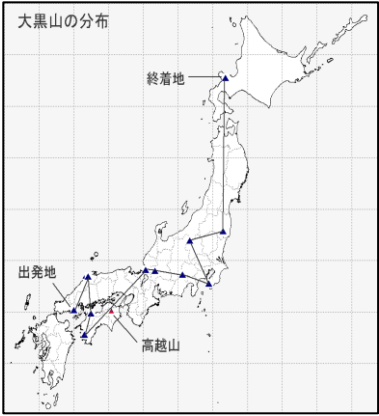 大黒山の分布
終着地
出発地
高越山